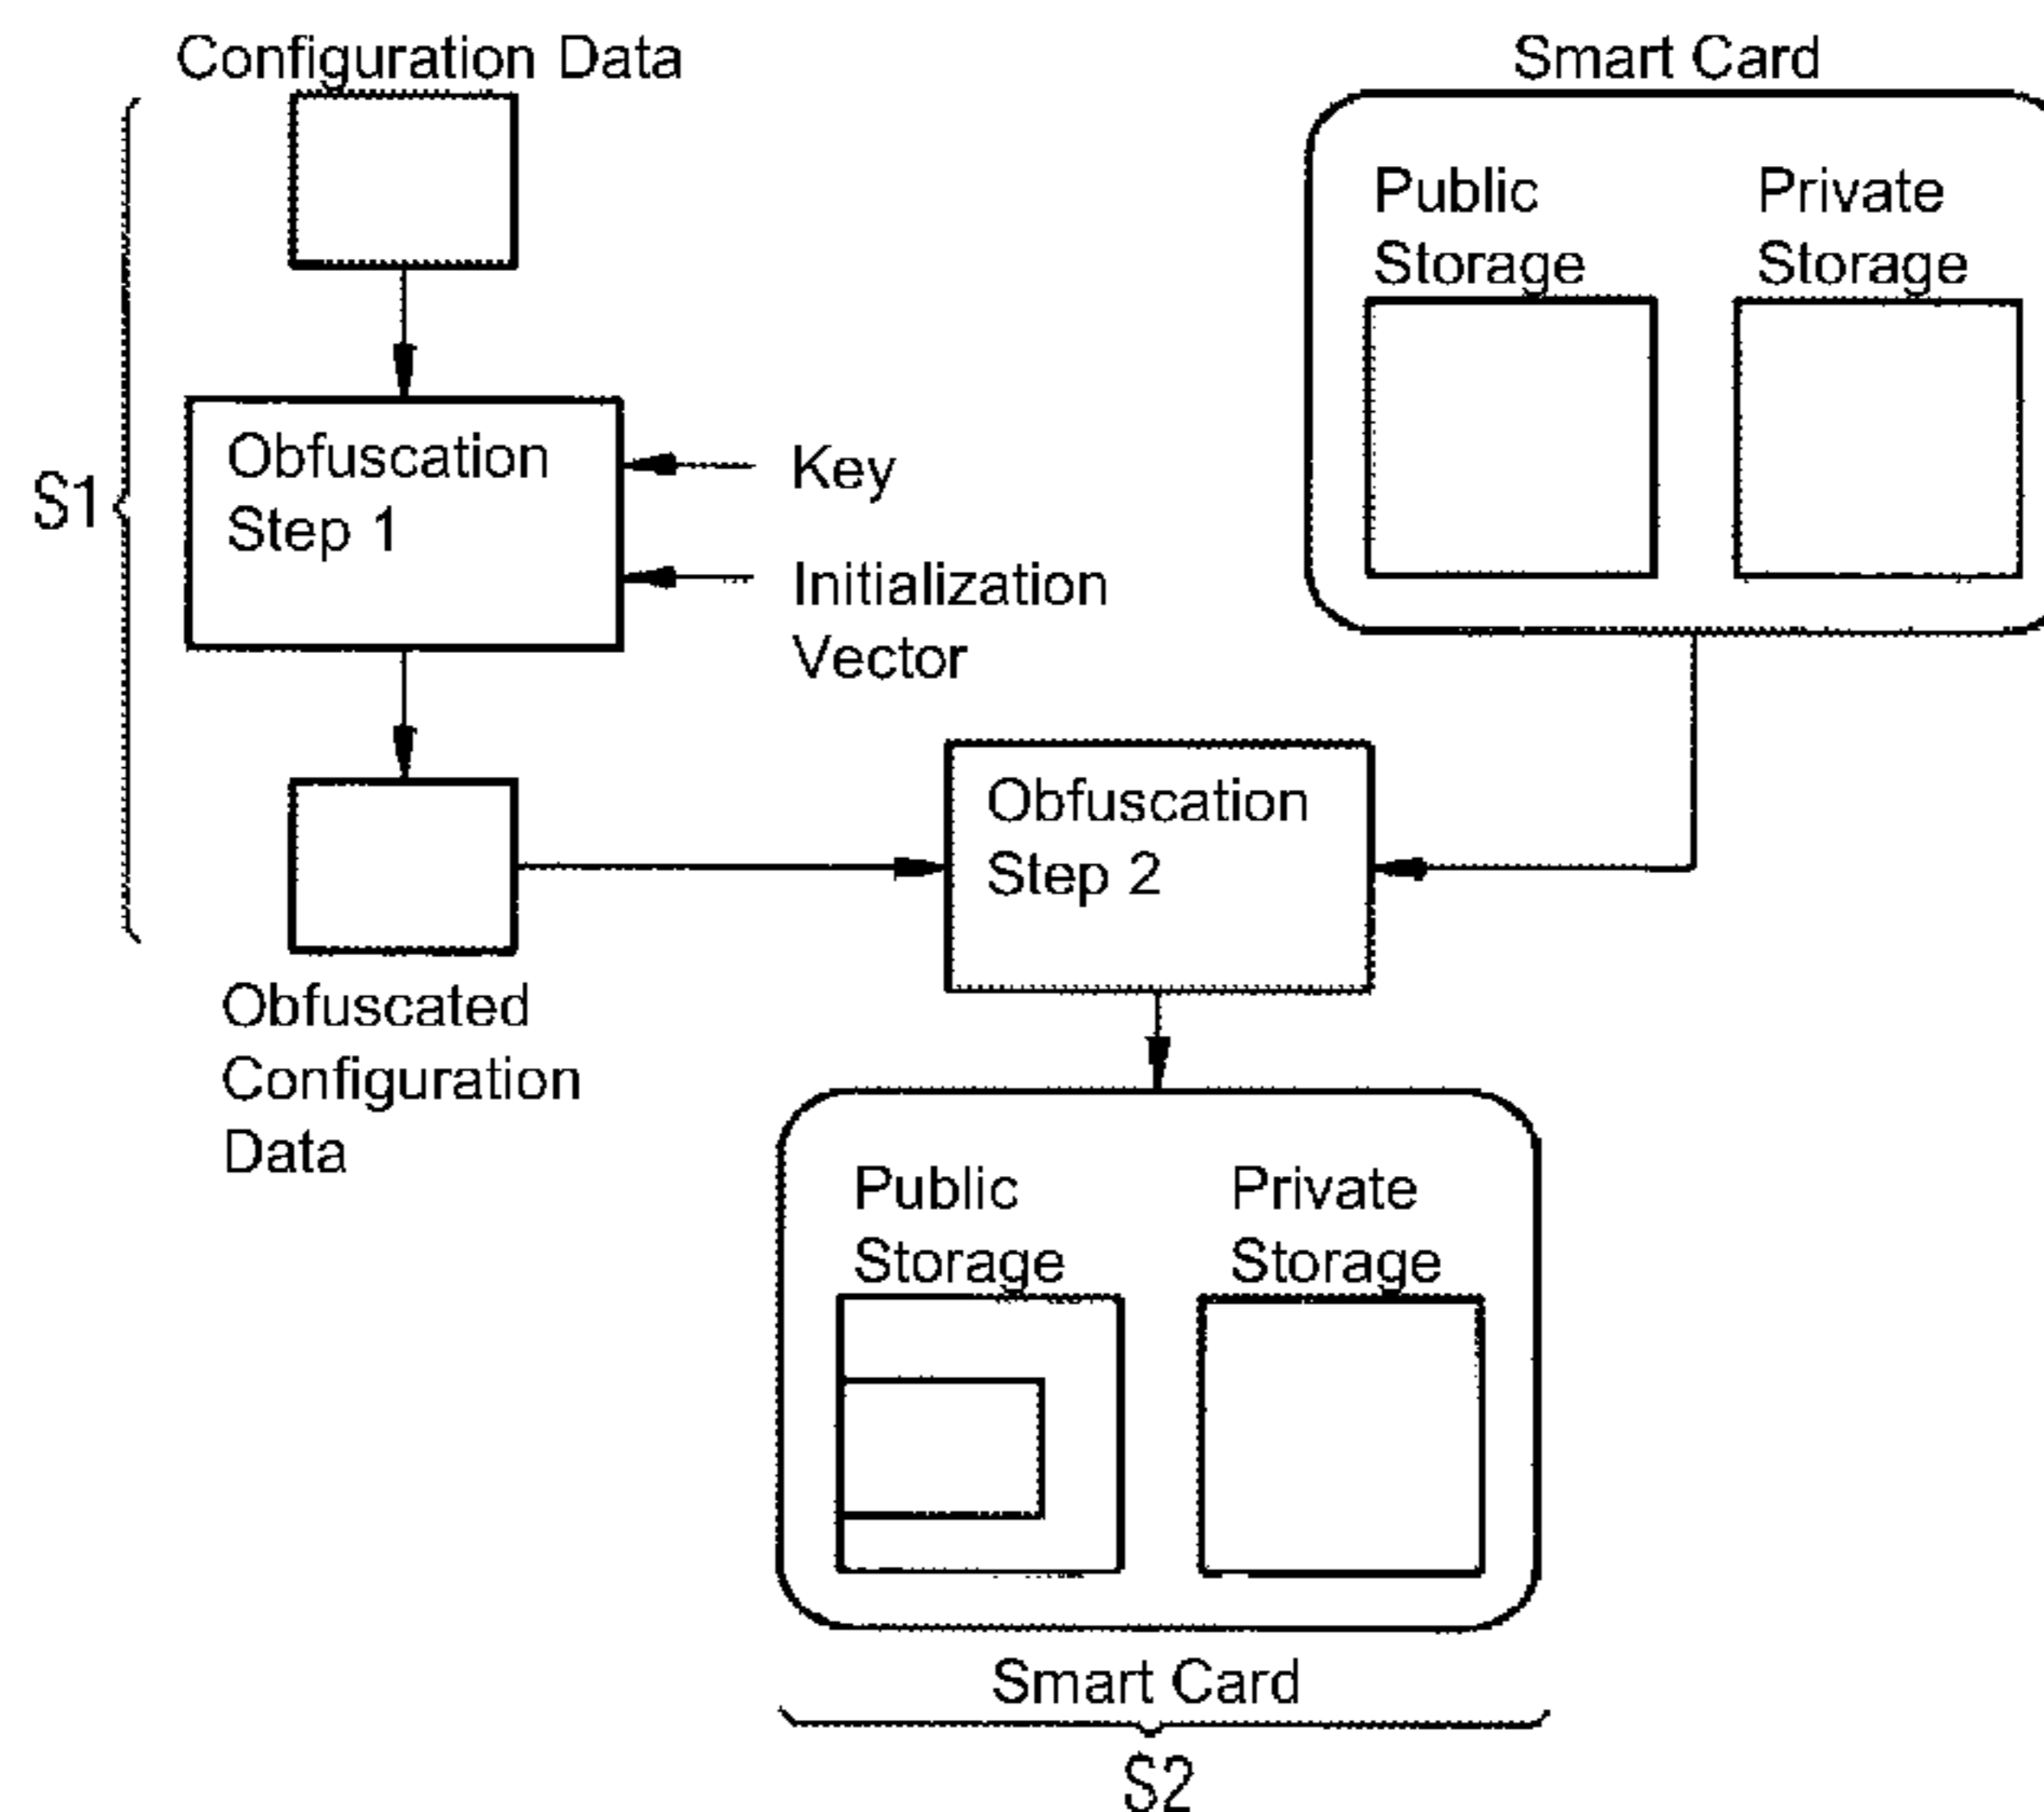 Configuration Data
Smart Card
Public
Storage
Private
Storage
S1
Obfuscation
Step 1
Key
Initialization
Vector
Obfuscation
Step 2
Obfuscated
Configuration
Data
Public
Storage
Private
Storage
Smart Card
S2